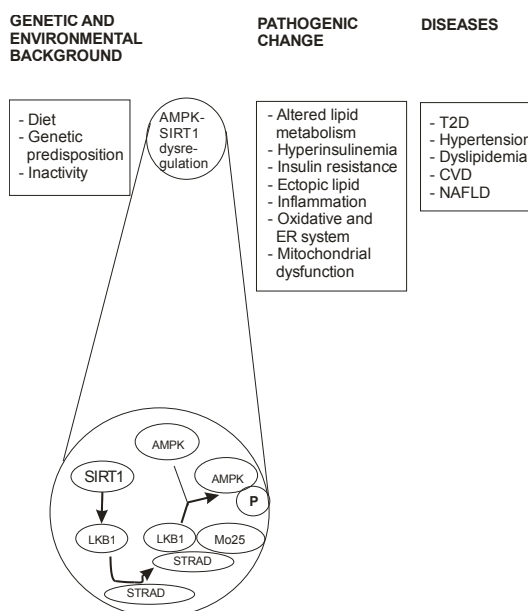 GENETIC AND
ENVIRONMENTAL
BACKGROUND
PATHOGENIC
CHANGE
DISEASES
- Diet
- Genetic
predisposition
- Inactivity
AMPK-
SIRT1
dysre-
gulation
- Altered lipid
metabolism
- Hyperinsulinemia
- Insulin resistance
- Ectopic lipid
- Inflammation
- Oxidative and
ER system
- Mitochondrial
dysfunction
- T2D
- Hypertension
- Dyslipidemia
- CVD
- NAFLD
AMPK
SIRT1
AMPK
P
LKB1
LKB1
Mo25
STRAD
STRAD